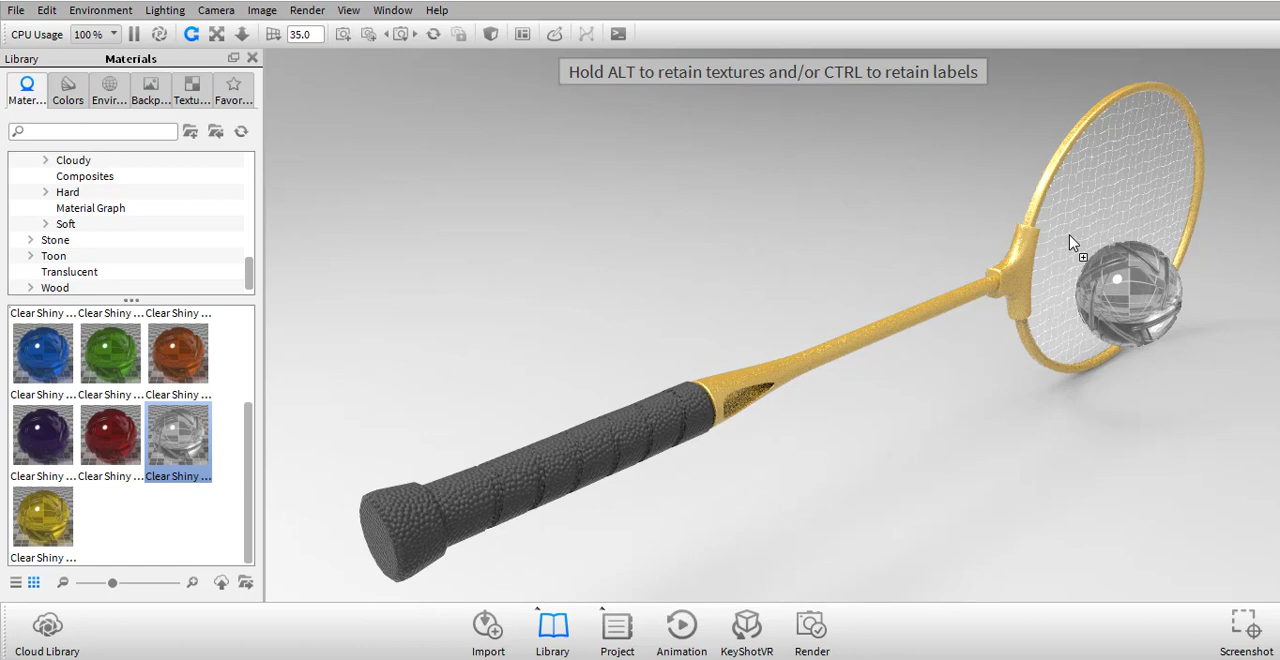 File Edit Environment Lighting Camera Image Render View Window Help
CPU Usage 100 % 35.0
Library Materials
Hold ALT to retain textures and/or CTRL to retain labels
Mater... Colors Envir... Backp... Textu... Favor...
Cloudy
Composites
Hard
Material Graph
Soft
Stone
Toon
Translucent
Wood
Clear Shiny ... Clear Shiny ... Clear Shiny ...
Clear Shiny ... Clear Shiny ... Clear Shiny ...
Clear Shiny ... Clear Shiny ... Clear Shiny ...
Clear Shiny ...
Cloud Library Import Library Project Animation KeyShotVR Render Screenshot